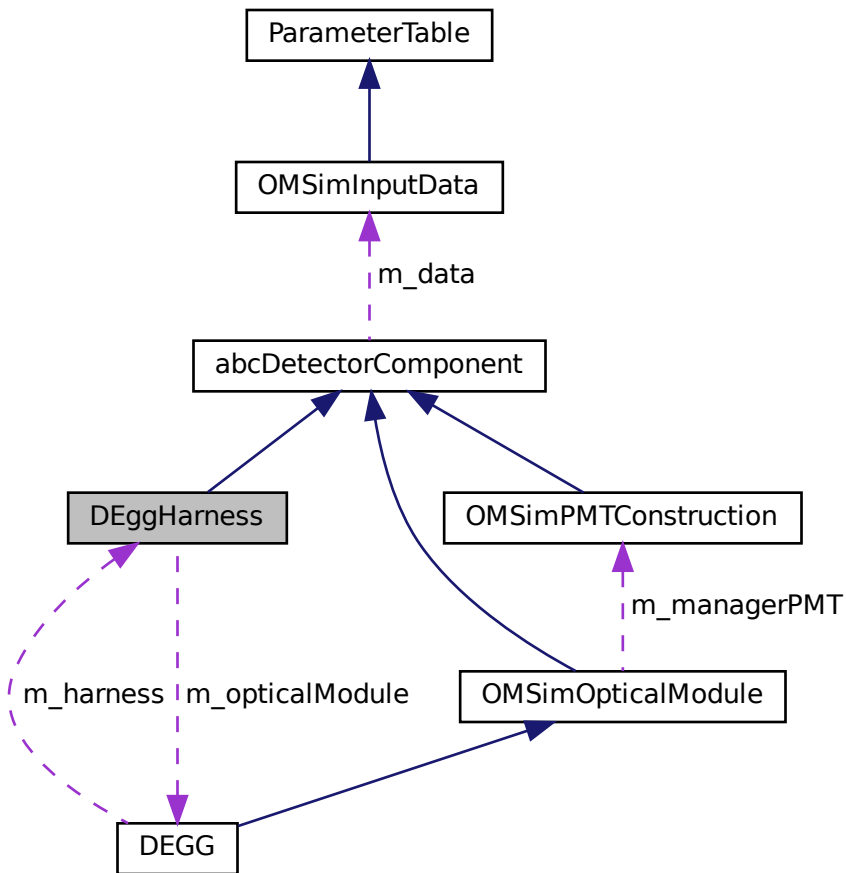 ParameterTable
OMSimInputData
m_data
abcDetectorComponent
DEggHarness
OMSimPMTConstruction
m_managerPMT
m_harness
m_opticalModule
OMSimOpticalModule
DEGG